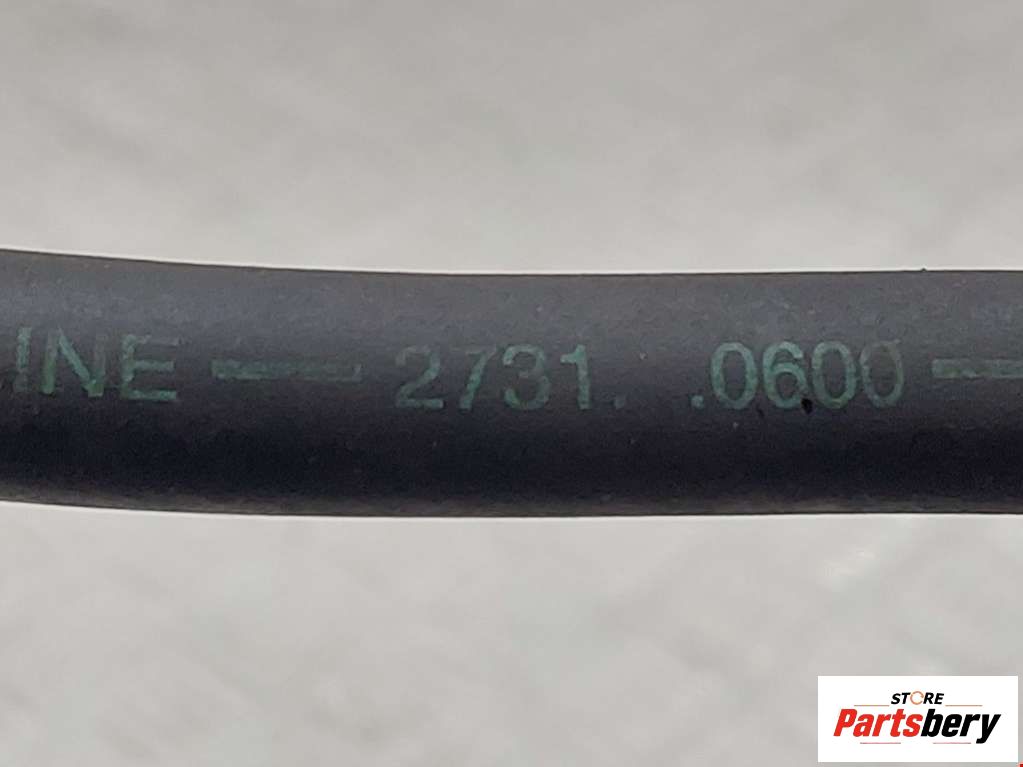 INE — 2731. .0600 —
STORE
Partsbery